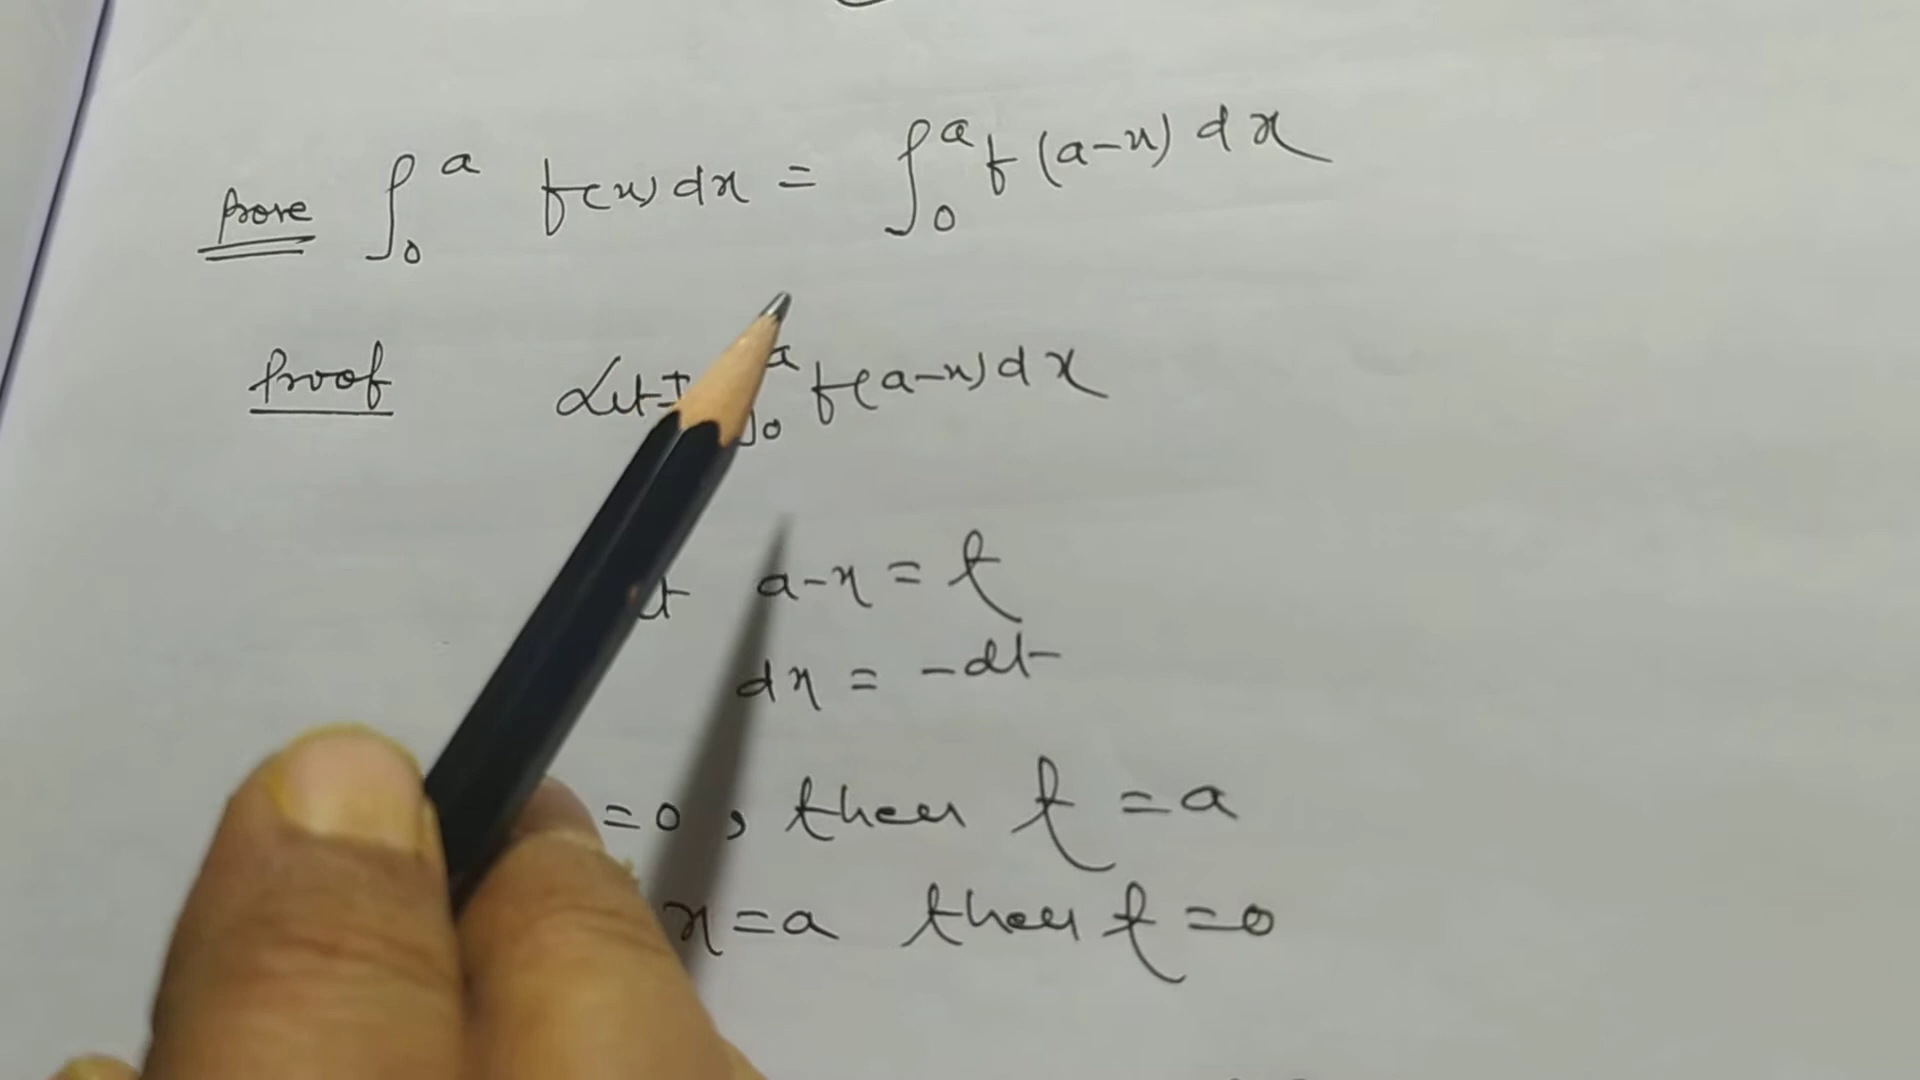 Prove ∫₀ᵃ f(x) dx = ∫₀ᵃ f(a-x) dx
Proof Let I ∫₀ᵃ f(a-x) dx
a-x = t
dx = -dt
=0, then t = a
x=a then t=0